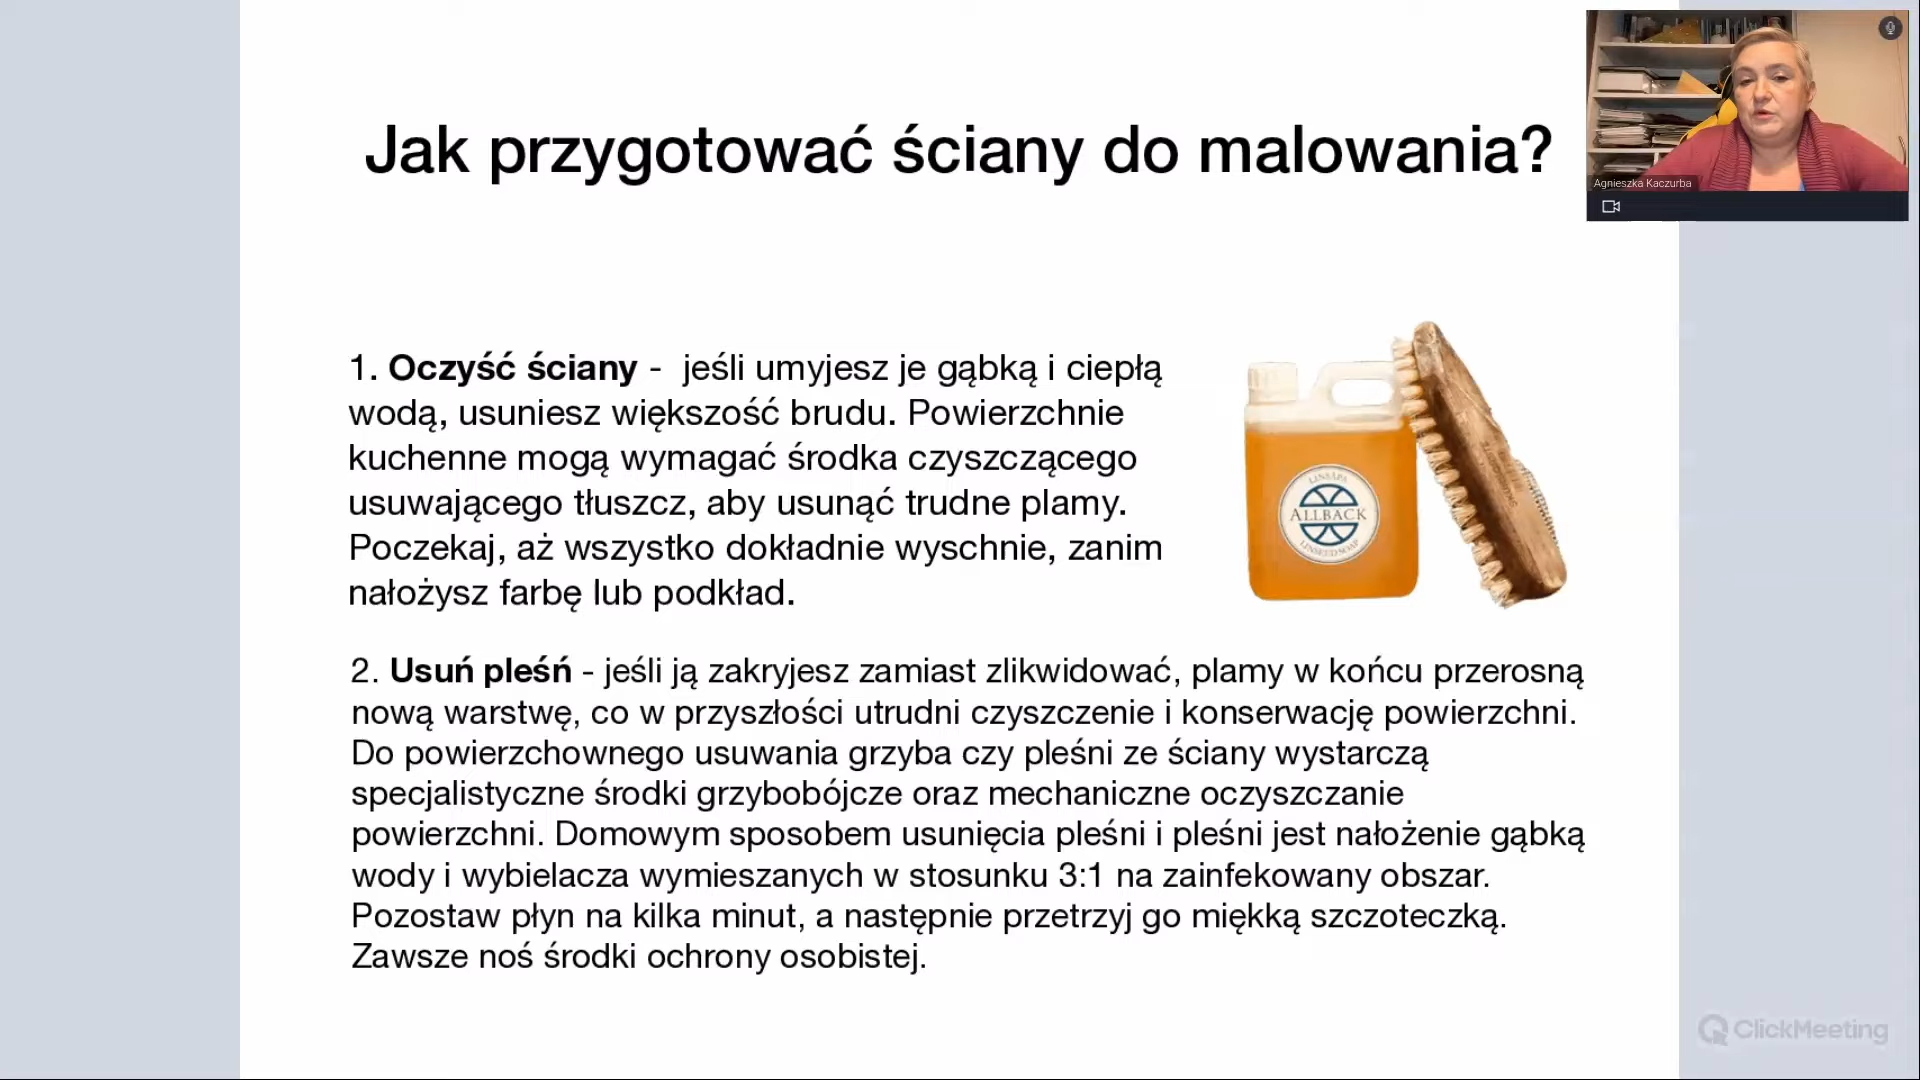 Jak przygotować ściany do malowania?
Agnieszka Kaczurba
1. Oczyść ściany - jeśli umyjesz je gąbką i ciepłą
wodą, usuniesz większość brudu. Powierzchnie
kuchenne mogą wymagać środka czyszczącego
usuwającego tłuszcz, aby usunąć trudne plamy.
Poczekaj, aż wszystko dokładnie wyschnie, zanim
nałożysz farbę lub podkład.
LINSÅPA
ALLBACK
LINSEED SOAP
2. Usuń pleśń - jeśli ją zakryjesz zamiast zlikwidować, plamy w końcu przerosną
nową warstwę, co w przyszłości utrudni czyszczenie i konserwację powierzchni.
Do powierzchownego usuwania grzyba czy pleśni ze ściany wystarczą
specjalistyczne środki grzybobójcze oraz mechaniczne oczyszczanie
powierzchni. Domowym sposobem usunięcia pleśni i pleśni jest nałożenie gąbką
wody i wybielacza wymieszanych w stosunku 3:1 na zainfekowany obszar.
Pozostaw płyn na kilka minut, a następnie przetrzyj go miękką szczoteczką.
Zawsze noś środki ochrony osobistej.
ClickMeeting